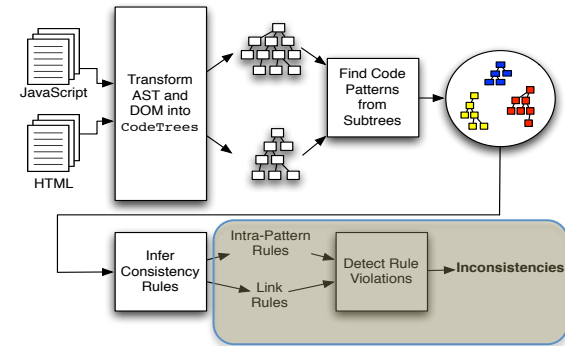 JavaScript
HTML
Transform
AST and
DOM into
CodeTrees
Find Code
Patterns
from
Subtrees
Infer
Consistency
Rules
Intra-Pattern
Rules
Link
Rules
Detect Rule
Violations
Inconsistencies